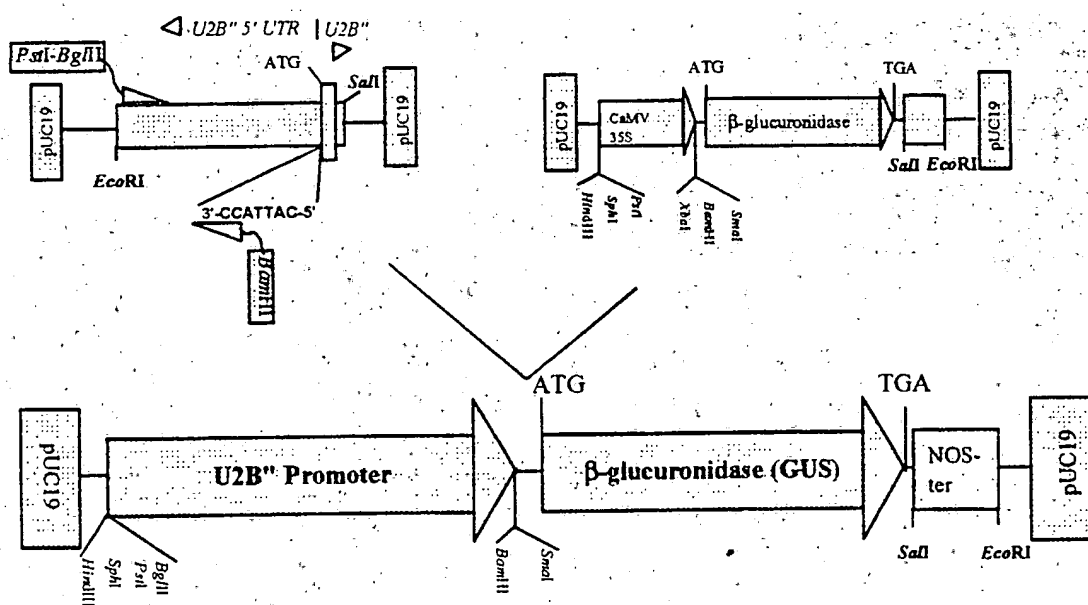 U2B" 5' UTR | U2B"
PstI-BglII
ATG
SalI
pUC19
pUC19
EcoRI
3'-CCATTAC-5'
BamHI
ATG
TGA
pUC19
CaMV
35S
β-glucuronidase
pUC19
SalI
EcoRI
HindIII
SphI
PstI
XbaI
BamHI
SmaI
ATG
TGA
pUC19
U2B" Promoter
β-glucuronidase (GUS)
NOS-
ter
pUC19
HindIII
SphI
PstI
BglII
BamHI
SmaI
SalI
EcoRI